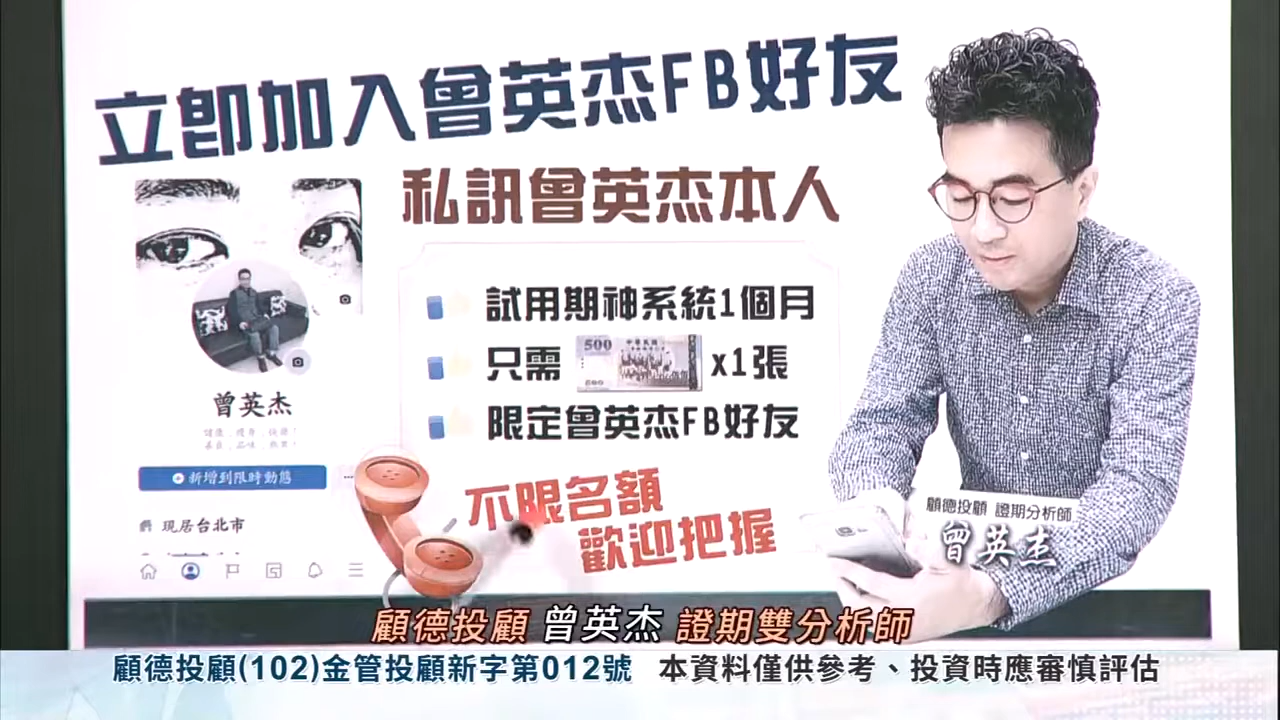 立即加入曾英杰FB好友
私訊曾英杰本人
試用期神系統1個月
只需
500
x1張
限定曾英杰FB好友
曾英杰
新增到限時動態
現居台北市
不限名額
歡迎把握
顧德投顧 證期分析師
曾英杰
顧德投顧 曾英杰 證期雙分析師
顧德投顧(102)金管投顧新字第012號 本資料僅供參考、投資時應審慎評估